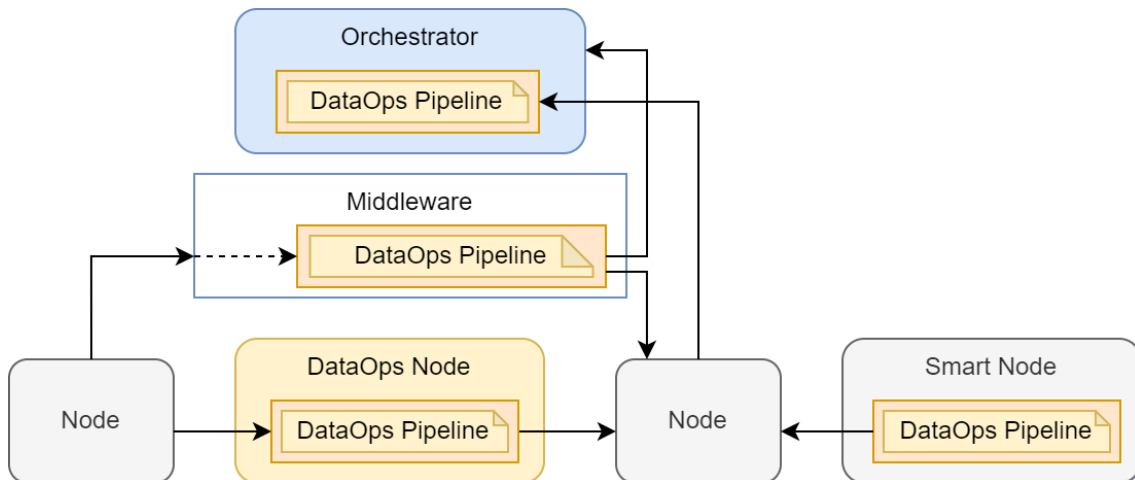 Orchestrator
DataOps Pipeline
Middleware
DataOps Pipeline
Node
DataOps Node
DataOps Pipeline
Node
Smart Node
DataOps Pipeline